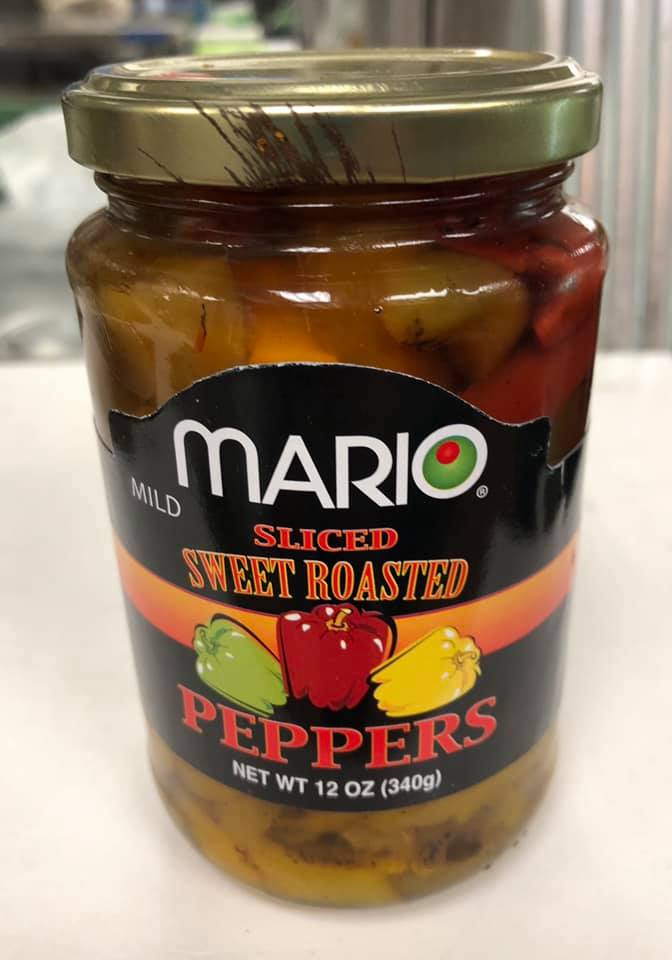 MARIO®
MILD
SLICED
SWEET ROASTED
PEPPERS
NET WT 12 OZ (340g)